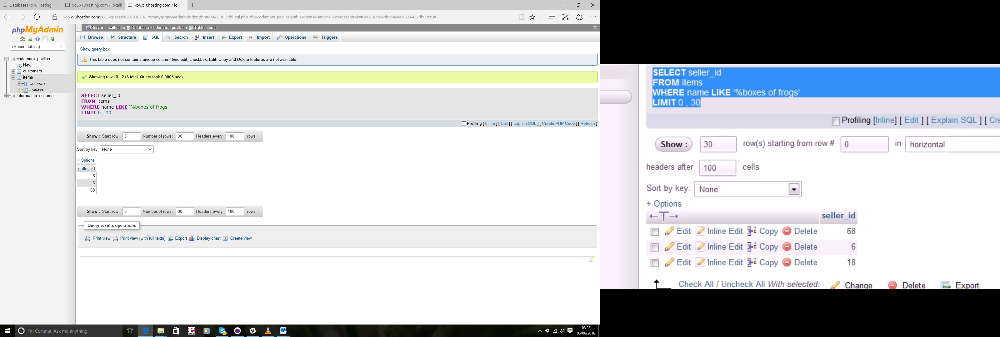 Databases - x10Hosting
xo6.x10hosting.com / localh
xo6.x10hosting.com / lo
xo6.x10hosting.com:2083/cpsess5820701020/3rdparty/phpMyAdmin/index.php#PMAURL-6:tbl_sql.php?db=codemara_povilas&table=items&server=1&target=&token=d61a1564bb0649eec8756437db00ce3a
phpMyAdmin
(Recent tables) ...
codemara_povilas
New
customers
items
Columns
Indexes
information_schema
Server: localhost » Database: codemara_povilas » Table: items
Browse Structure SQL Search Insert Export Import Operations Triggers
Show query box
This table does not contain a unique column. Grid edit, checkbox, Edit, Copy and Delete features are not available.
Showing rows 0 - 2 (3 total, Query took 0.0005 sec)
SELECT seller_id
FROM items
WHERE name LIKE '%boxes of frogs'
LIMIT 0 , 30
Profiling [ Inline ] [ Edit ] [ Explain SQL ] [ Create PHP Code ] [ Refresh ]
Show : Start row: 0 Number of rows: 30 Headers every 100 rows
Sort by key: None
+ Options
seller_id
6
6
68
Show : Start row: 0 Number of rows: 30 Headers every 100 rows
Query results operations
Print view Print view (with full texts) Export Display chart Create view
I'm Cortana. Ask me anything.
08:23
06/06/2016
SELECT seller_id
FROM items
WHERE name LIKE '%boxes of frogs'
LIMIT 0 , 30
Profiling [Inline] [ Edit ] [ Explain SQL ] [ Cre
Show : 30 row(s) starting from row # 0 in horizontal
headers after 100 cells
Sort by key: None
+ Options
seller_id
Edit Inline Edit Copy Delete 68
Edit Inline Edit Copy Delete 6
Edit Inline Edit Copy Delete 18
Check All / Uncheck All With selected: Change Delete Export